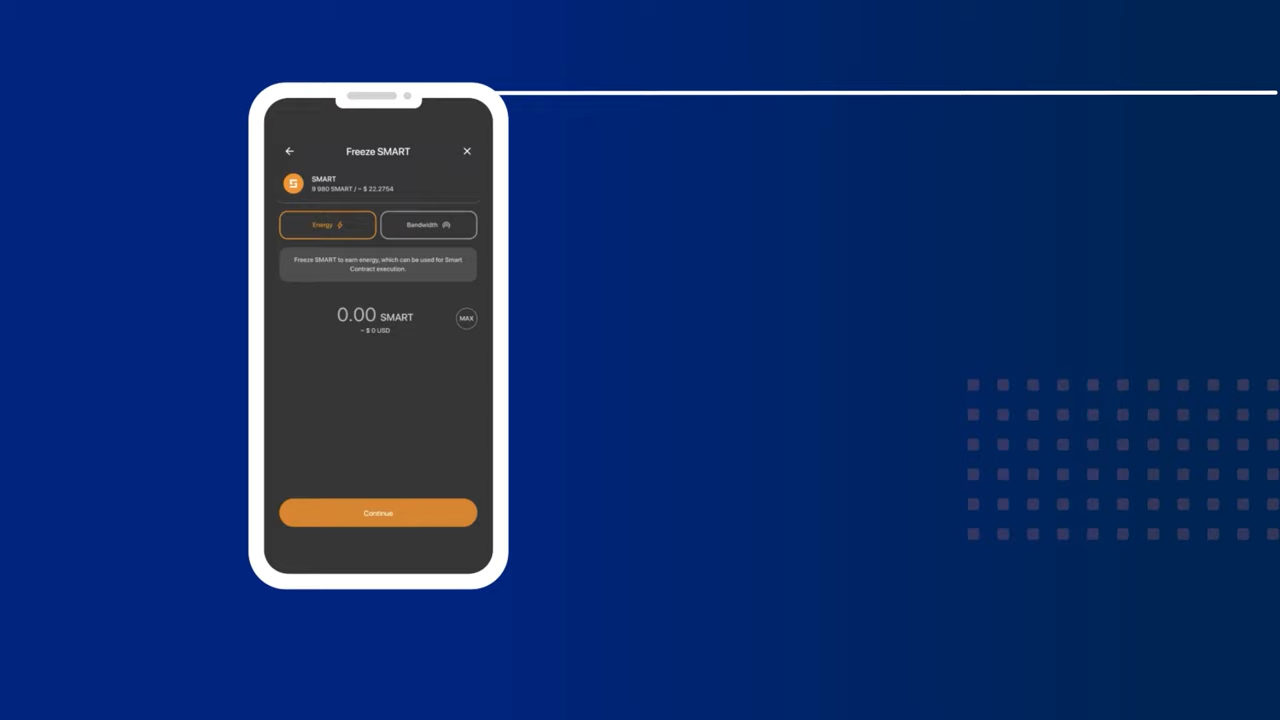 Freeze SMART
SMART
9 980 SMART / ~ $ 22.2754
Energy
Bandwidth
Freeze SMART to earn energy, which can be used for Smart
Contract execution.
0.00 SMART
MAX
~ $ 0 USD
Continue